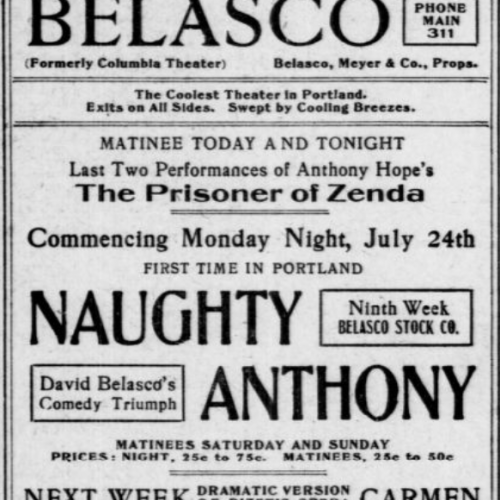 BELASCO
PHONE
MAIN
311
(Formerly Columbia Theater) Belasco, Meyer & Co., Props.
The Coolest Theater in Portland.
Exits on All Sides. Swept by Cooling Breezes.
MATINEE TODAY AND TONIGHT
Last Two Performances of Anthony Hope's
The Prisoner of Zenda
Commencing Monday Night, July 24th
FIRST TIME IN PORTLAND
NAUGHTY
Ninth Week
BELASCO STOCK CO.
David Belasco's
Comedy Triumph
ANTHONY
MATINEES SATURDAY AND SUNDAY
PRICES: NIGHT, 25c to 75c. MATINEES, 25c to 50c
NEXT WEEK DRAMATIC VERSION CARMEN